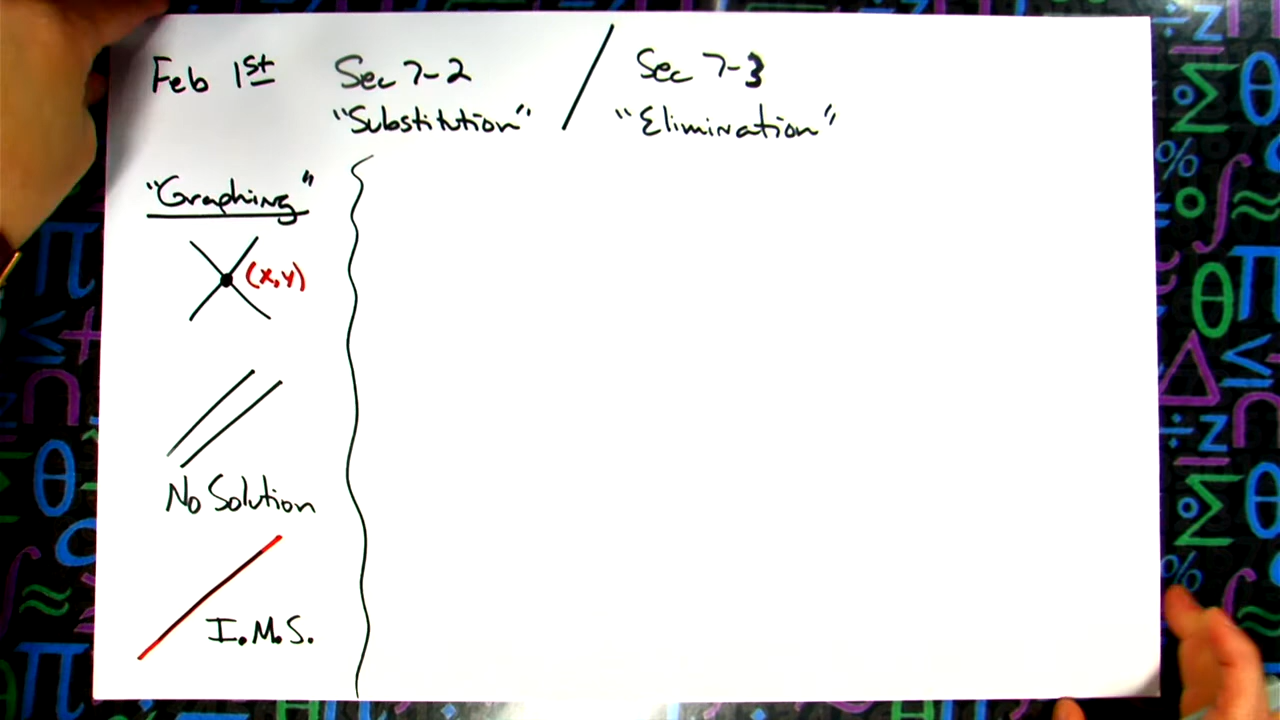 Feb 1st Sec 7-2 / Sec 7-3
"Substitution" "Elimination"
"Graphing"
(x,y)
No Solution
I.M.S.